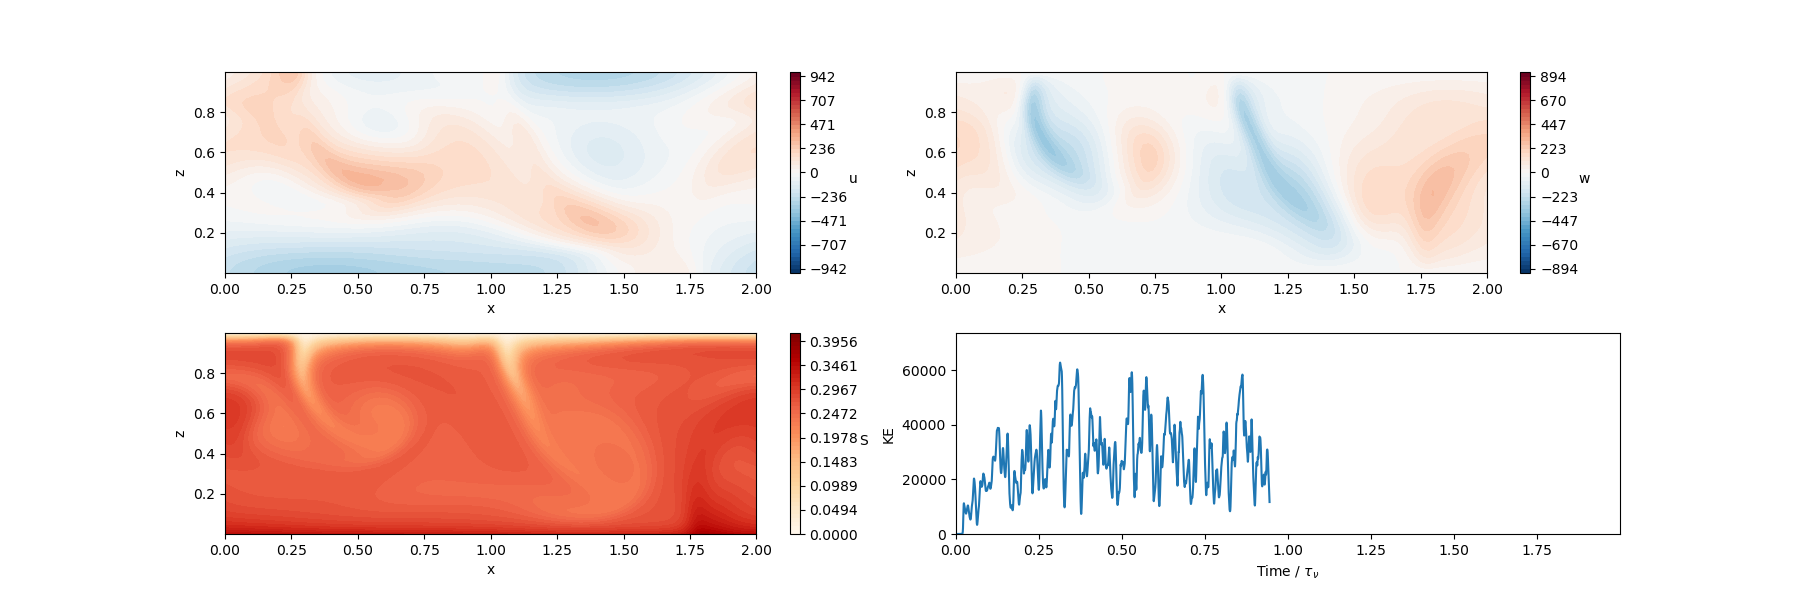 0.8
0.6
0.4
0.2
z
0.00 0.25 0.50 0.75 1.00 1.25 1.50 1.75 2.00
x
942
707
471
236
0
−236
−471
−707
−942
u
0.8
0.6
0.4
0.2
z
0.00 0.25 0.50 0.75 1.00 1.25 1.50 1.75 2.00
x
894
670
447
223
0
−223
−447
−670
−894
w
0.8
0.6
0.4
0.2
z
0.00 0.25 0.50 0.75 1.00 1.25 1.50 1.75 2.00
x
0.3956
0.3461
0.2967
0.2472
0.1978
0.1483
0.0989
0.0494
0.0000
S
60000
40000
20000
0
KE
0.00 0.25 0.50 0.75 1.00 1.25 1.50 1.75
Time / τν